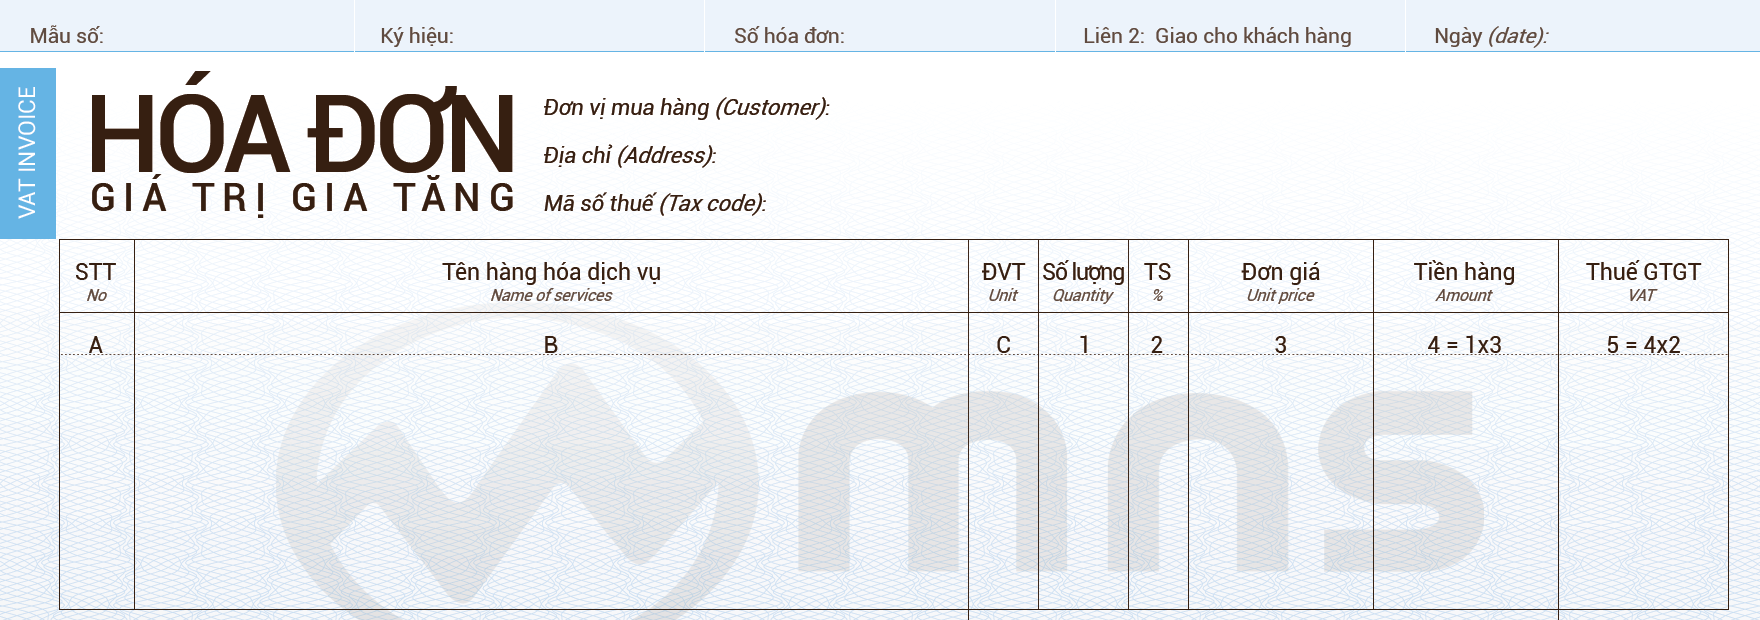 Mẫu số: Ký hiệu: Số hóa đơn: Liên 2: Giao cho khách hàng Ngày (date):
VAT INVOICE
HÓA ĐƠN
GIÁ TRỊ GIA TĂNG
Đơn vị mua hàng (Customer):
Địa chỉ (Address):
Mã số thuế (Tax code):
STT Tên hàng hóa dịch vụ ĐVT Số lượng TS Đơn giá Tiền hàng Thuế GTGT
No Name of services Unit Quantity % Unit price Amount VAT
A B C 1 2 3 4 = 1x3 5 = 4x2
mns